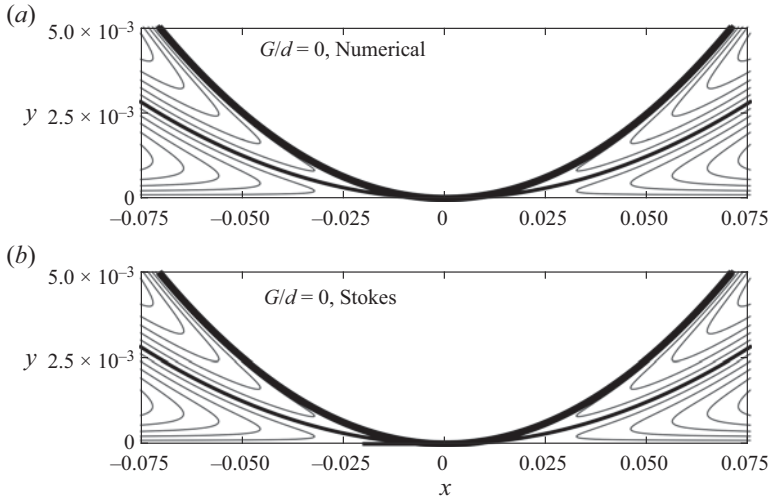 (a)
5.0 × 10⁻³
G/d = 0, Numerical
y 2.5 × 10⁻³
0
–0.075 –0.050 –0.025 0 0.025 0.050 0.075
(b)
5.0 × 10⁻³
G/d = 0, Stokes
y 2.5 × 10⁻³
0
–0.075 –0.050 –0.025 0 0.025 0.050 0.075
x